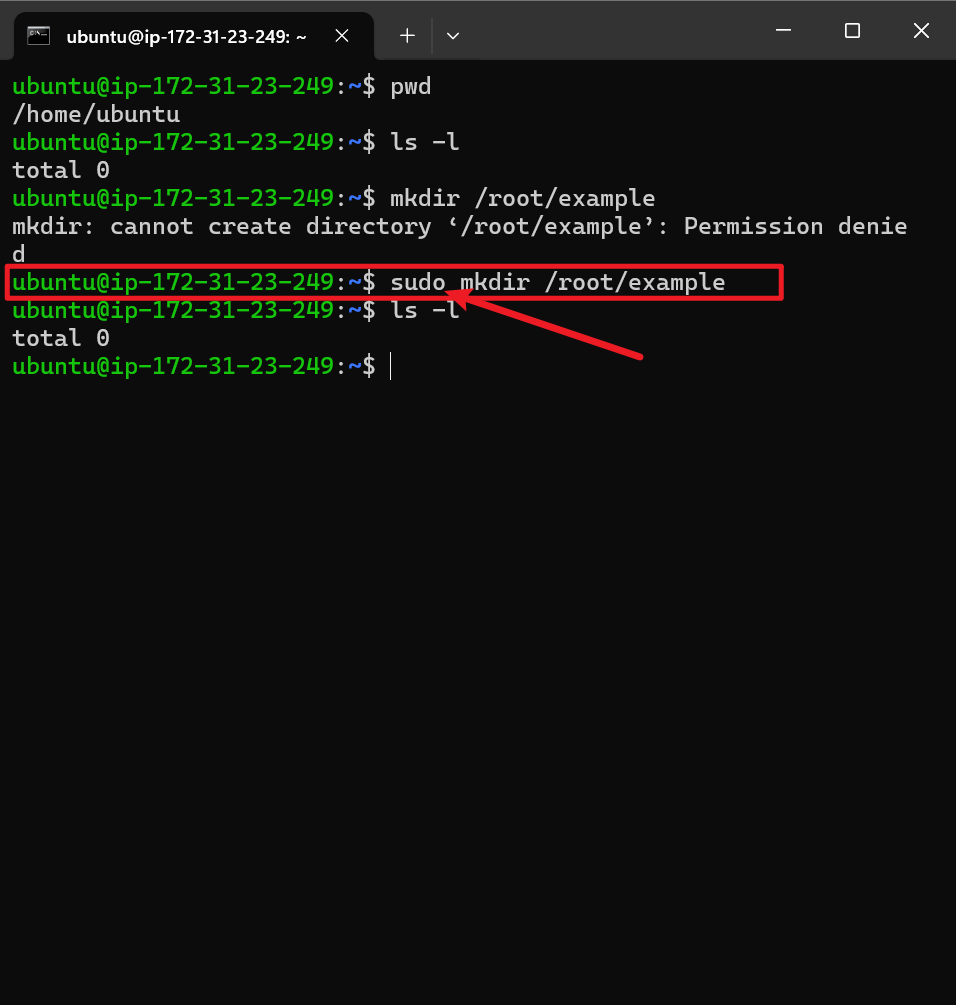 ubuntu@ip-172-31-23-249: ~
ubuntu@ip-172-31-23-249:~$ pwd
/home/ubuntu
ubuntu@ip-172-31-23-249:~$ ls -l
total 0
ubuntu@ip-172-31-23-249:~$ mkdir /root/example
mkdir: cannot create directory ‘/root/example’: Permission denie
d
ubuntu@ip-172-31-23-249:~$ sudo mkdir /root/example
ubuntu@ip-172-31-23-249:~$ ls -l
total 0
ubuntu@ip-172-31-23-249:~$